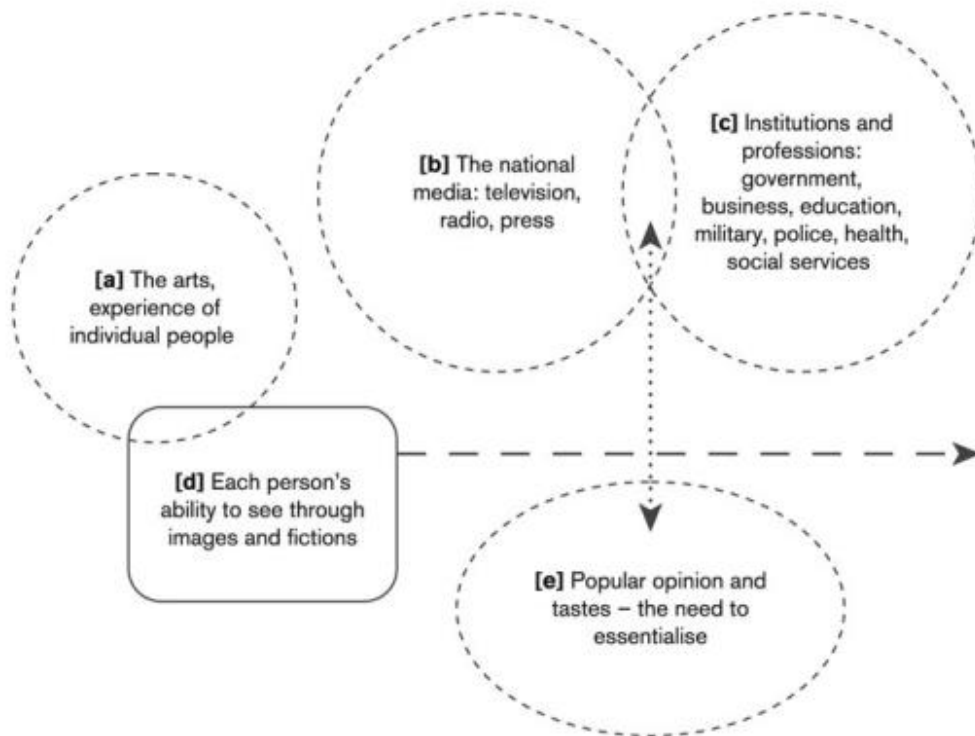 [a] The arts,
experience of
individual people
[b] The national
media: television,
radio, press
[c] Institutions and
professions:
government,
business, education,
military, police, health,
social services
[d] Each person's
ability to see through
images and fictions
[e] Popular opinion and
tastes – the need to
essentialise